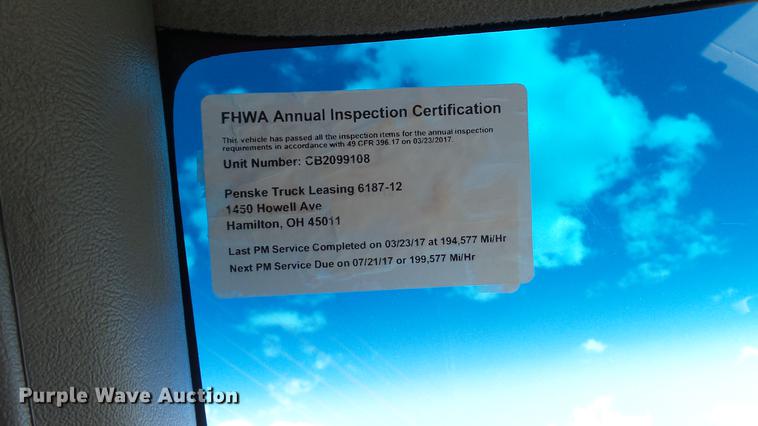 FHWA Annual Inspection Certification
This vehicle has passed all the inspection items for the annual inspection
requirements in accordance with 49 CFR 396.17 on 03/23/2017.
Unit Number: CB2099108
Penske Truck Leasing 6187-12
1450 Howell Ave
Hamilton, OH 45011
Last PM Service Completed on 03/23/17 at 194,577 Mi/Hr
Next PM Service Due on 07/21/17 or 199,577 Mi/Hr
Purple Wave Auction